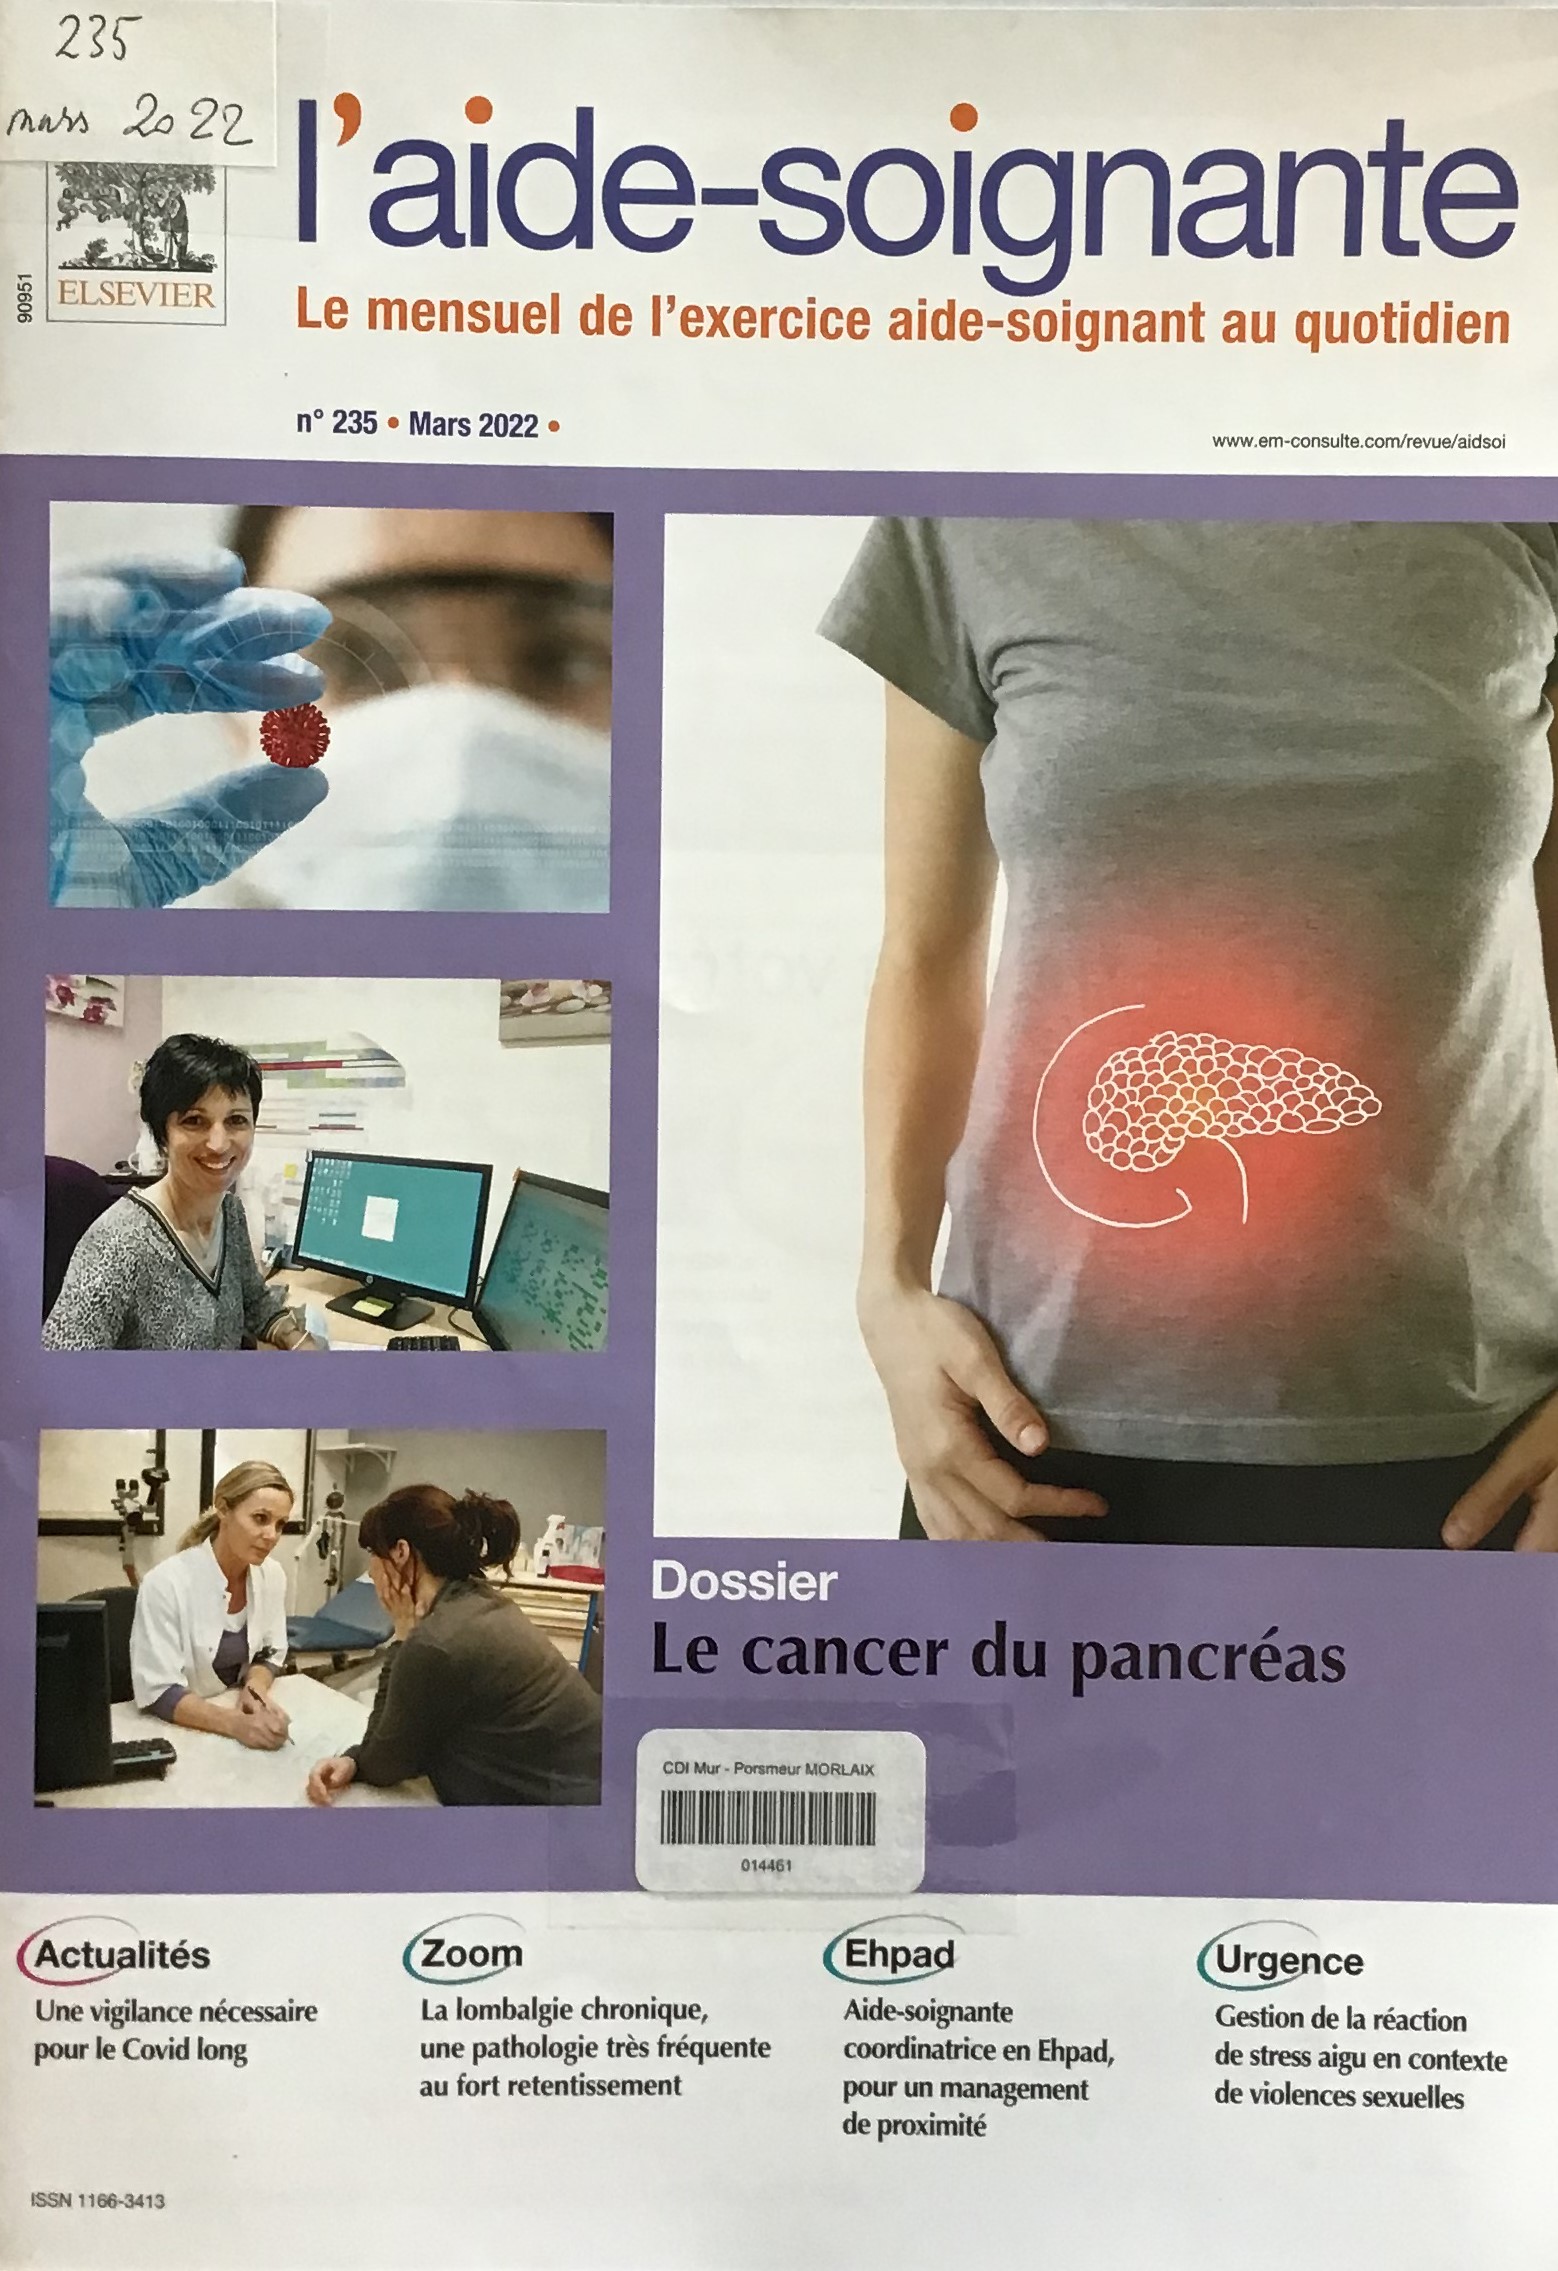 235
mars 2022
l'aide-soignante
90951
ELSEVIER
Le mensuel de l'exercice aide-soignant au quotidien
n° 235 • Mars 2022 •
www.em-consulte.com/revue/aidsoi
Dossier
Le cancer du pancréas
CDI Mur - Porsmeur MORLAIX
014461
Actualités
Une vigilance nécessaire
pour le Covid long
Zoom
La lombalgie chronique,
une pathologie très fréquente
au fort retentissement
Ehpad
Aide-soignante
coordinatrice en Ehpad,
pour un management
de proximité
Urgence
Gestion de la réaction
de stress aigu en contexte
de violences sexuelles
ISSN 1166-3413